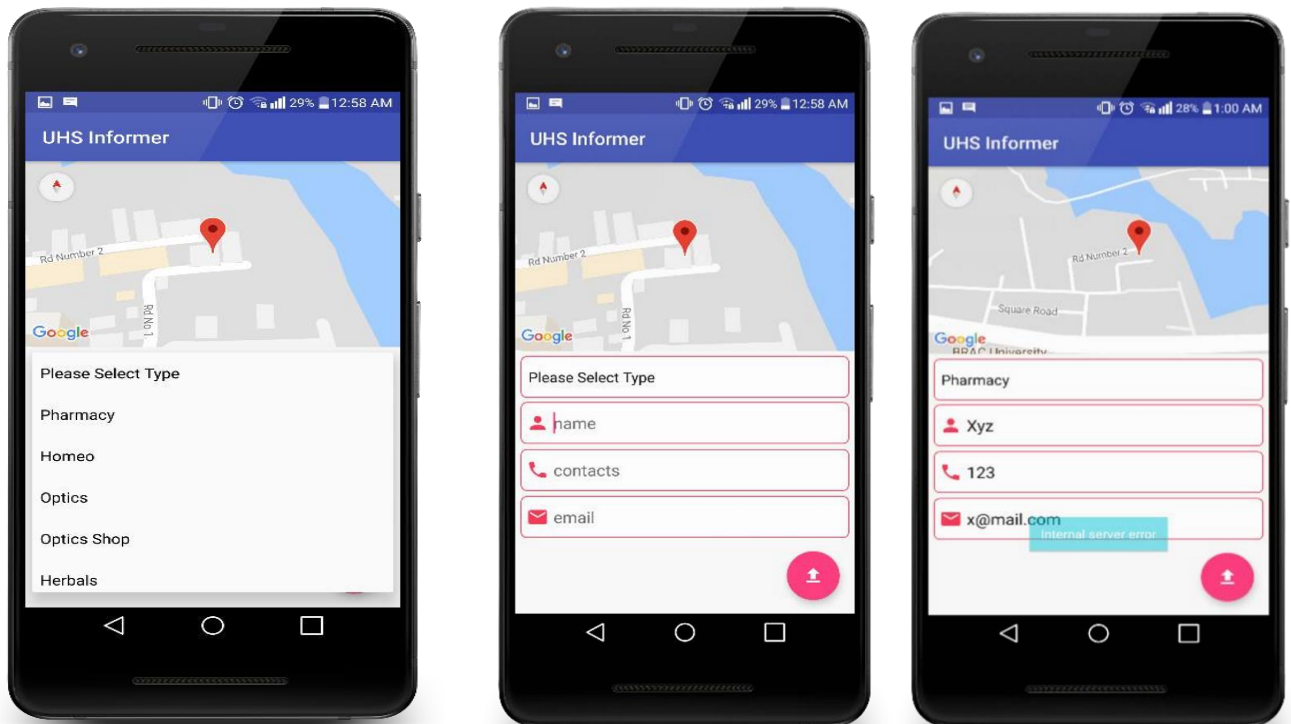 29% 12:58 AM
UHS Informer
Rd Number 2
Rd No 1
Google
Please Select Type
Pharmacy
Homeo
Optics
Optics Shop
Herbals
29% 12:58 AM
UHS Informer
Rd Number 2
Rd No 1
Google
Please Select Type
name
contacts
email
28% 1:00 AM
UHS Informer
Rd Number 2
Square Road
Google
BRAC University
Pharmacy
Xyz
123
x@mail.com
Internal server error